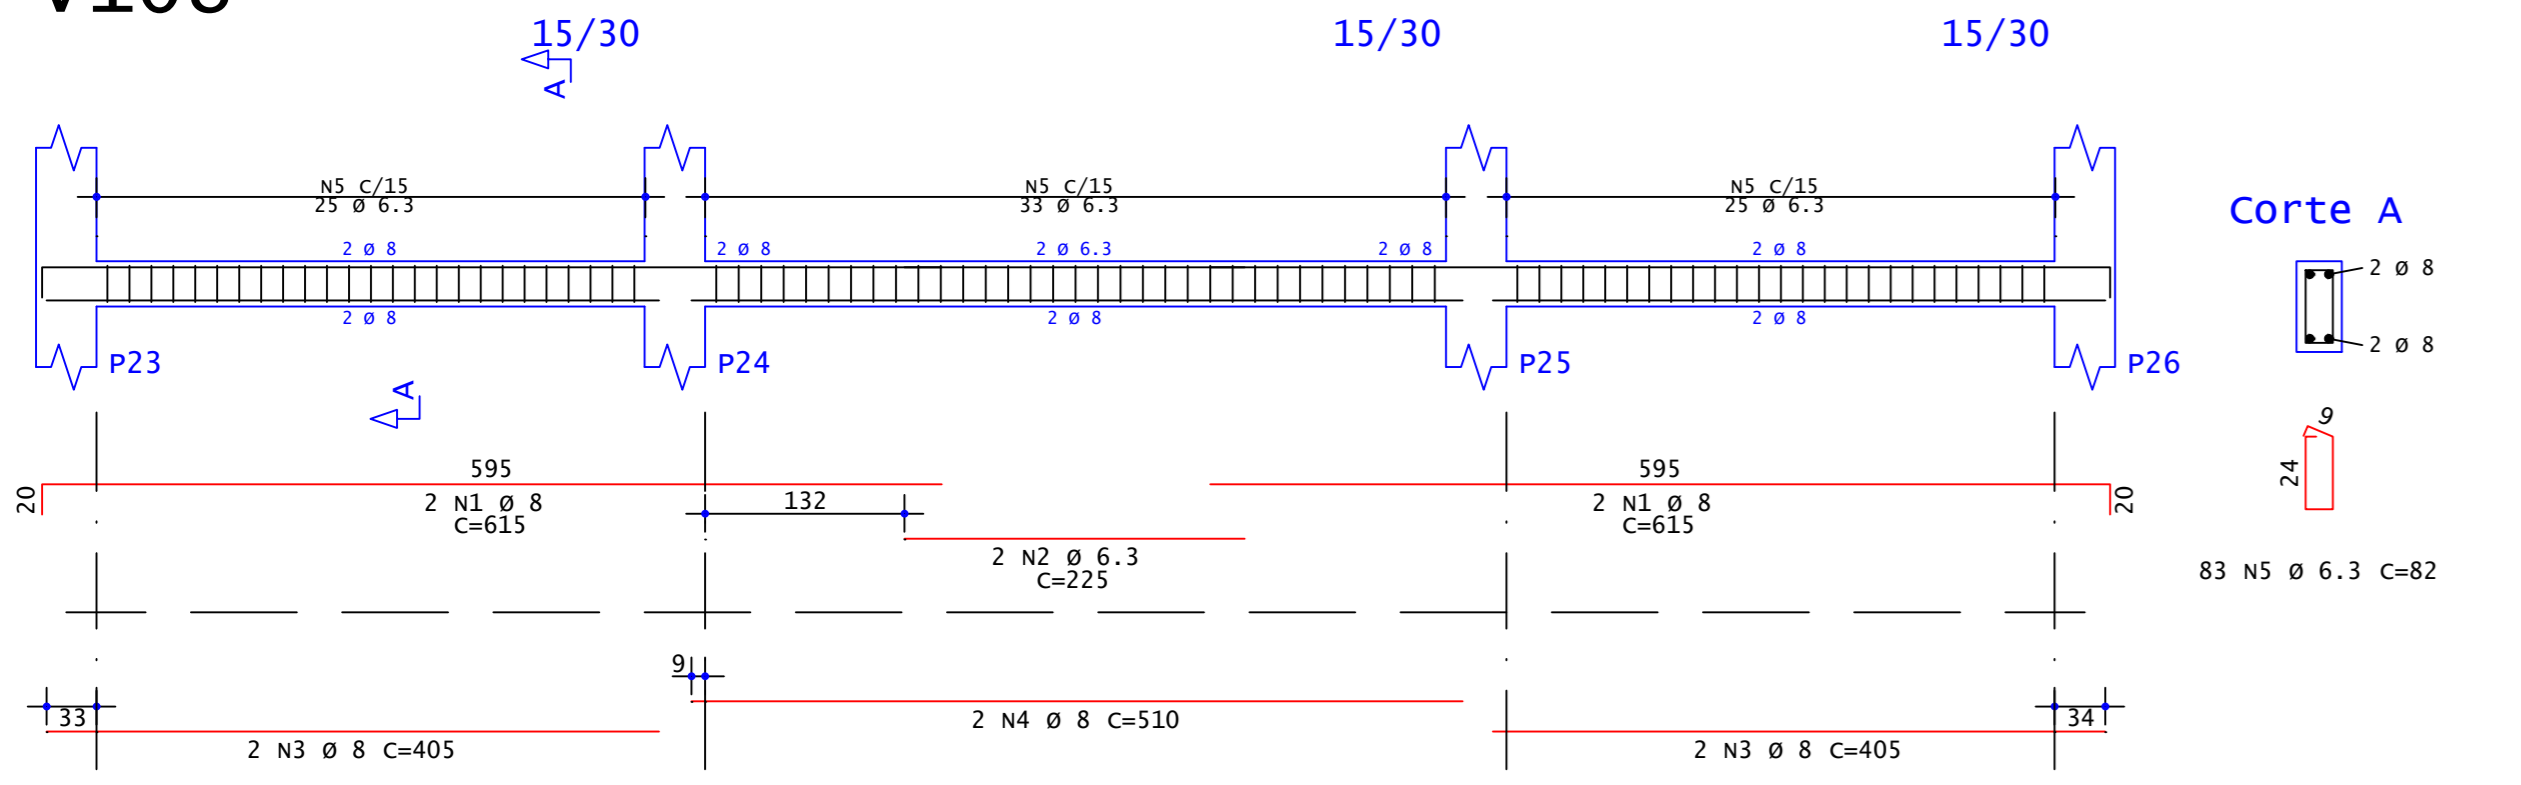 15/30 15/30 15/30
A
N5 C/15 N5 C/15 N5 C/15
25 Ø 6.3 33 Ø 6.3 25 Ø 6.3
Corte A
2 Ø 8 2 Ø 8 2 Ø 6.3 2 Ø 8 2 Ø 8
2 Ø 8
2 Ø 8 2 Ø 8 2 Ø 8
2 Ø 8
P23 P24 P25 P26
A
9
595 595
24
20 2 N1 Ø 8 132 2 N1 Ø 8 20
C=615 C=615
2 N2 Ø 6.3
C=225
83 N5 Ø 6.3 C=82
9
33 34
2 N4 Ø 8 C=510
2 N3 Ø 8 C=405 2 N3 Ø 8 C=405